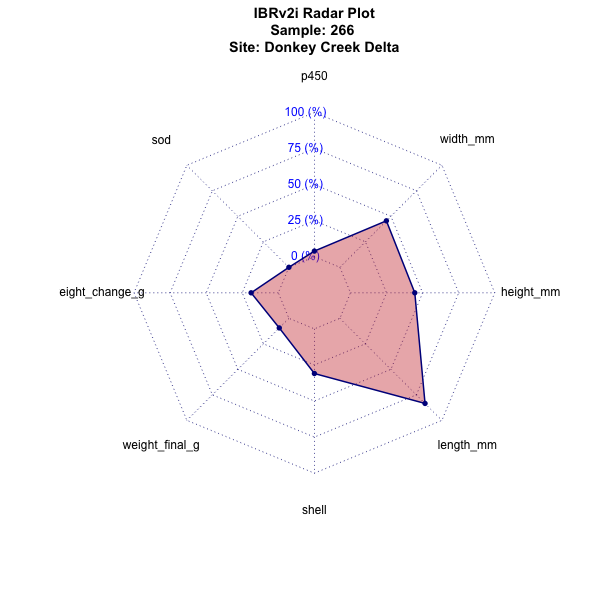 IBRv2i Radar Plot
Sample: 266
Site: Donkey Creek Delta
p450
100 (%)
sod
width_mm
75 (%)
50 (%)
25 (%)
0 (%)
eight_change_g
height_mm
weight_final_g
length_mm
shell